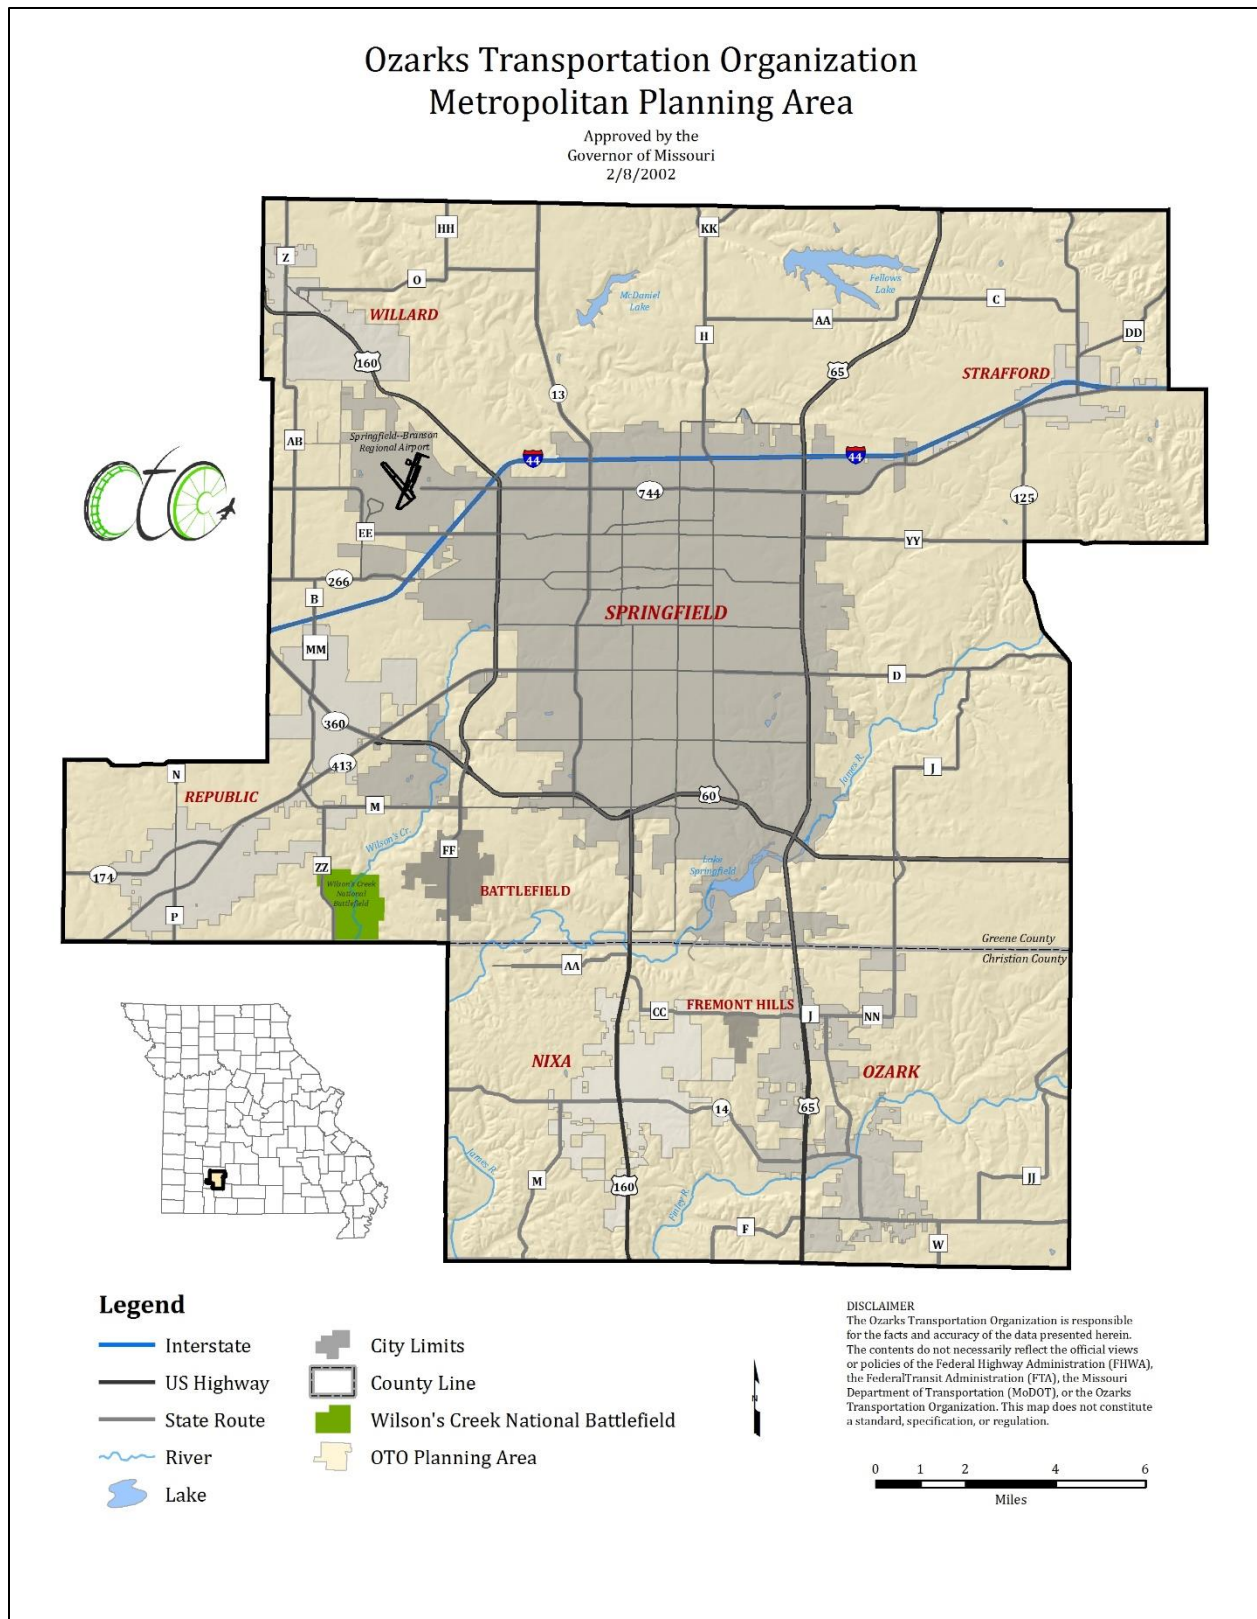 Ozarks Transportation Organization
Metropolitan Planning Area
Approved by the
Governor of Missouri
2/8/2002
KK
HH
Z
O
Fellows
Lake
McDaniel
Lake
C
WILLARD
AA
DD
H
160
65
STRAFFORD
13
AB
Springfield--Branson
Regional Airport
44
44
oto
744
125
EE
YY
266
B
SPRINGFIELD
MM
D
360
413
J
James R.
N
REPUBLIC
60
M
Wilson's Cr.
FF
ZZ
Lake
Springfield
174
Wilson's Creek
National
Battlefield
BATTLEFIELD
P
Greene County
Christian County
AA
FREMONT HILLS
CC
J
NN
NIXA
OZARK
14
65
James R.
M
JJ
160
Finley R.
F
W
Legend
Interstate
US Highway
State Route
River
Lake
City Limits
County Line
Wilson's Creek National Battlefield
OTO Planning Area
N
DISCLAIMER
The Ozarks Transportation Organization is responsible
for the facts and accuracy of the data presented herein.
The contents do not necessarily reflect the official views
or policies of the Federal Highway Administration (FHWA),
the FederalTransit Administration (FTA), the Missouri
Department of Transportation (MoDOT), or the Ozarks
Transportation Organization. This map does not constitute
a standard, specification, or regulation.
0 1 2 4 6
Miles